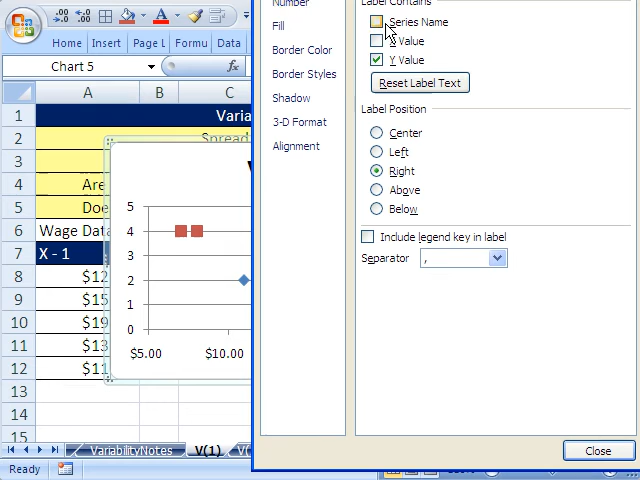 Home Insert Page L Formu Data
Chart 5
fx
A B C
1 Varia
2 Spread
3
4 Are
5 Doe
6 Wage Data
7 X - 1
8 $12
9 $15
10 $19
11 $13
12 $11
13
14
15
5
4
3
2
1
0
$5.00 $10.00
VariabilityNotes V(1) V(
Ready
Number
Fill
Border Color
Border Styles
Shadow
3-D Format
Alignment
Label Contains
Series Name
X Value
Y Value
Reset Label Text
Label Position
Center
Left
Right
Above
Below
Include legend key in label
Separator ,
Close